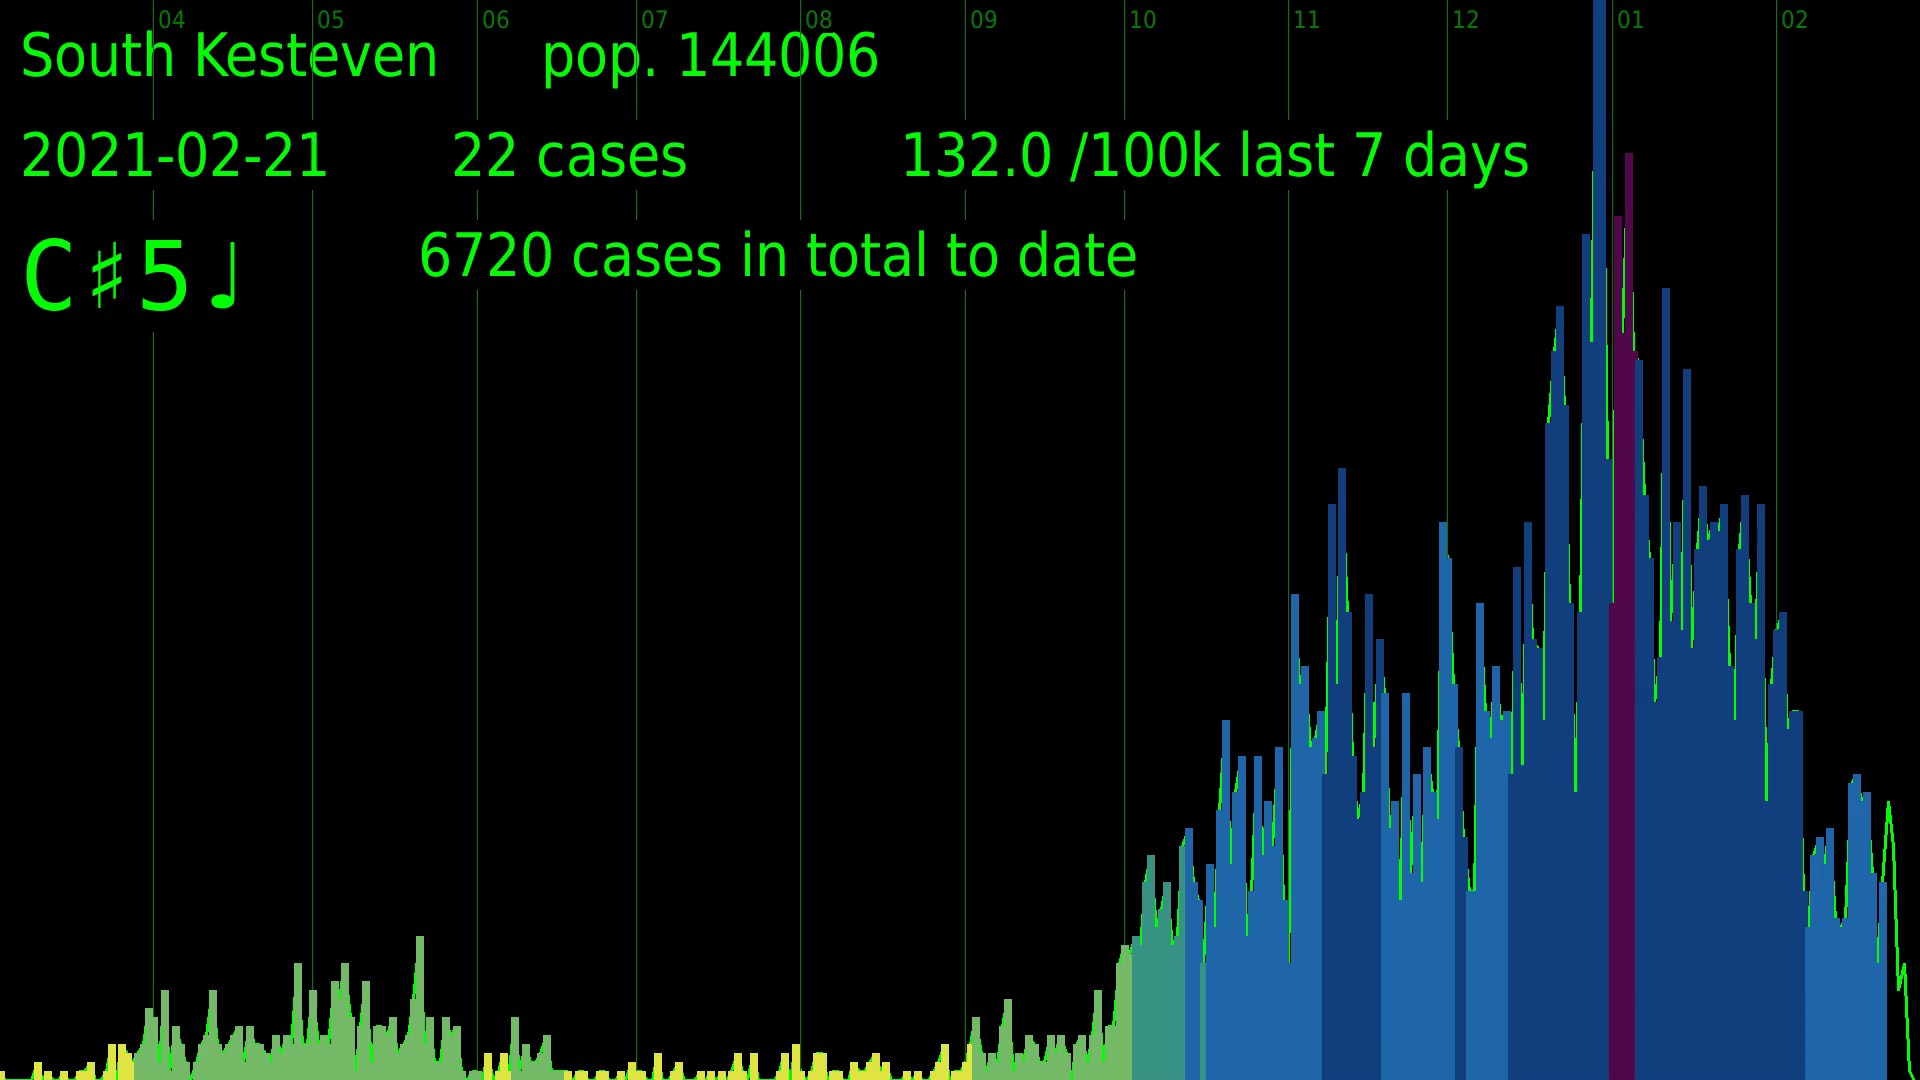 04 05 06 07 08 09 10 11 12 01 02
South Kesteven pop. 144006
2021-02-21 22 cases 132.0 /100k last 7 days
C♯5♩ 6720 cases in total to date